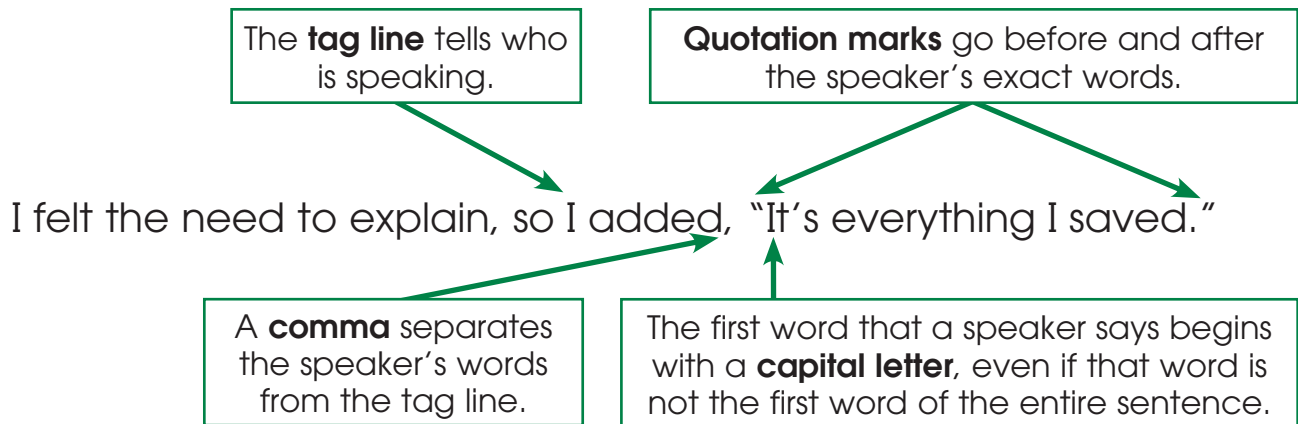 The tag line tells who
is speaking.
Quotation marks go before and after
the speaker’s exact words.
I felt the need to explain, so I added, “It’s everything I saved.”
A comma separates
the speaker’s words
from the tag line.
The first word that a speaker says begins
with a capital letter, even if that word is
not the first word of the entire sentence.